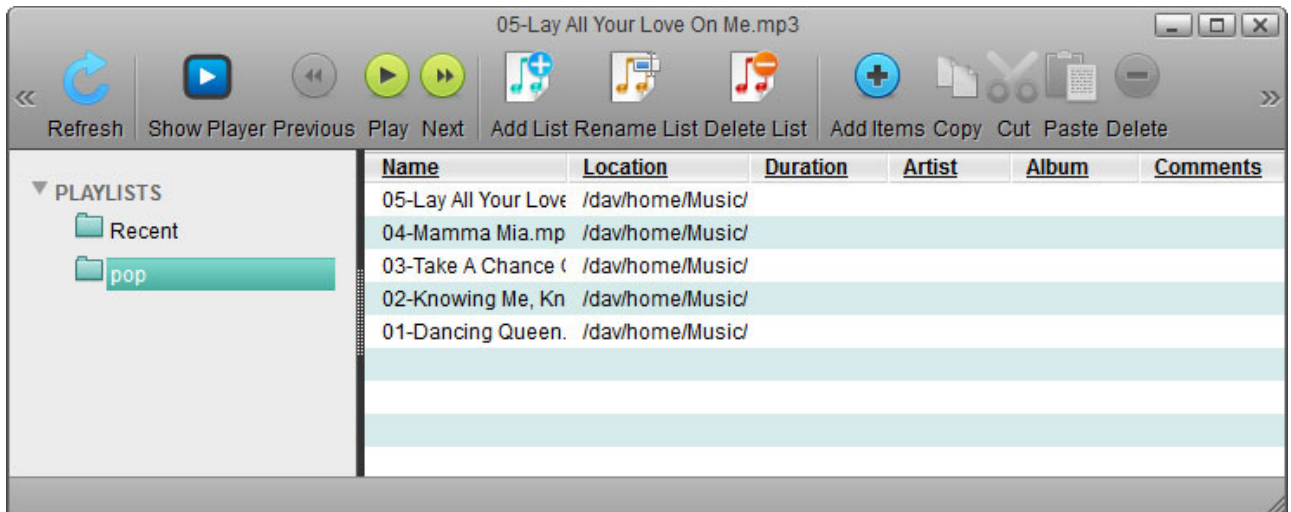 05-Lay All Your Love On Me.mp3
Refresh Show Player Previous Play Next Add List Rename List Delete List Add Items Copy Cut Paste Delete
PLAYLISTS
Recent
pop
Name Location Duration Artist Album Comments
05-Lay All Your Love /dav/home/Music/
04-Mamma Mia.mp /dav/home/Music/
03-Take A Chance ( /dav/home/Music/
02-Knowing Me, Kn /dav/home/Music/
01-Dancing Queen. /dav/home/Music/